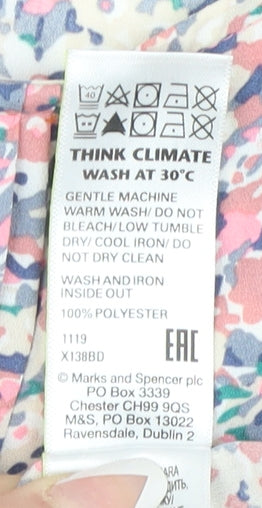 40
THINK CLIMATE
WASH AT 30°C
GENTLE MACHINE
WARM WASH/ DO NOT
BLEACH/LOW TUMBLE
DRY/ COOL IRON/ DO
NOT DRY CLEAN
WASH AND IRON
INSIDE OUT
100% POLYESTER
1119
X138BD
EAC
© Marks and Spencer plc
PO Box 3339
Chester CH99 9QS
M&S, PO Box 13022
Ravensdale, Dublin 2